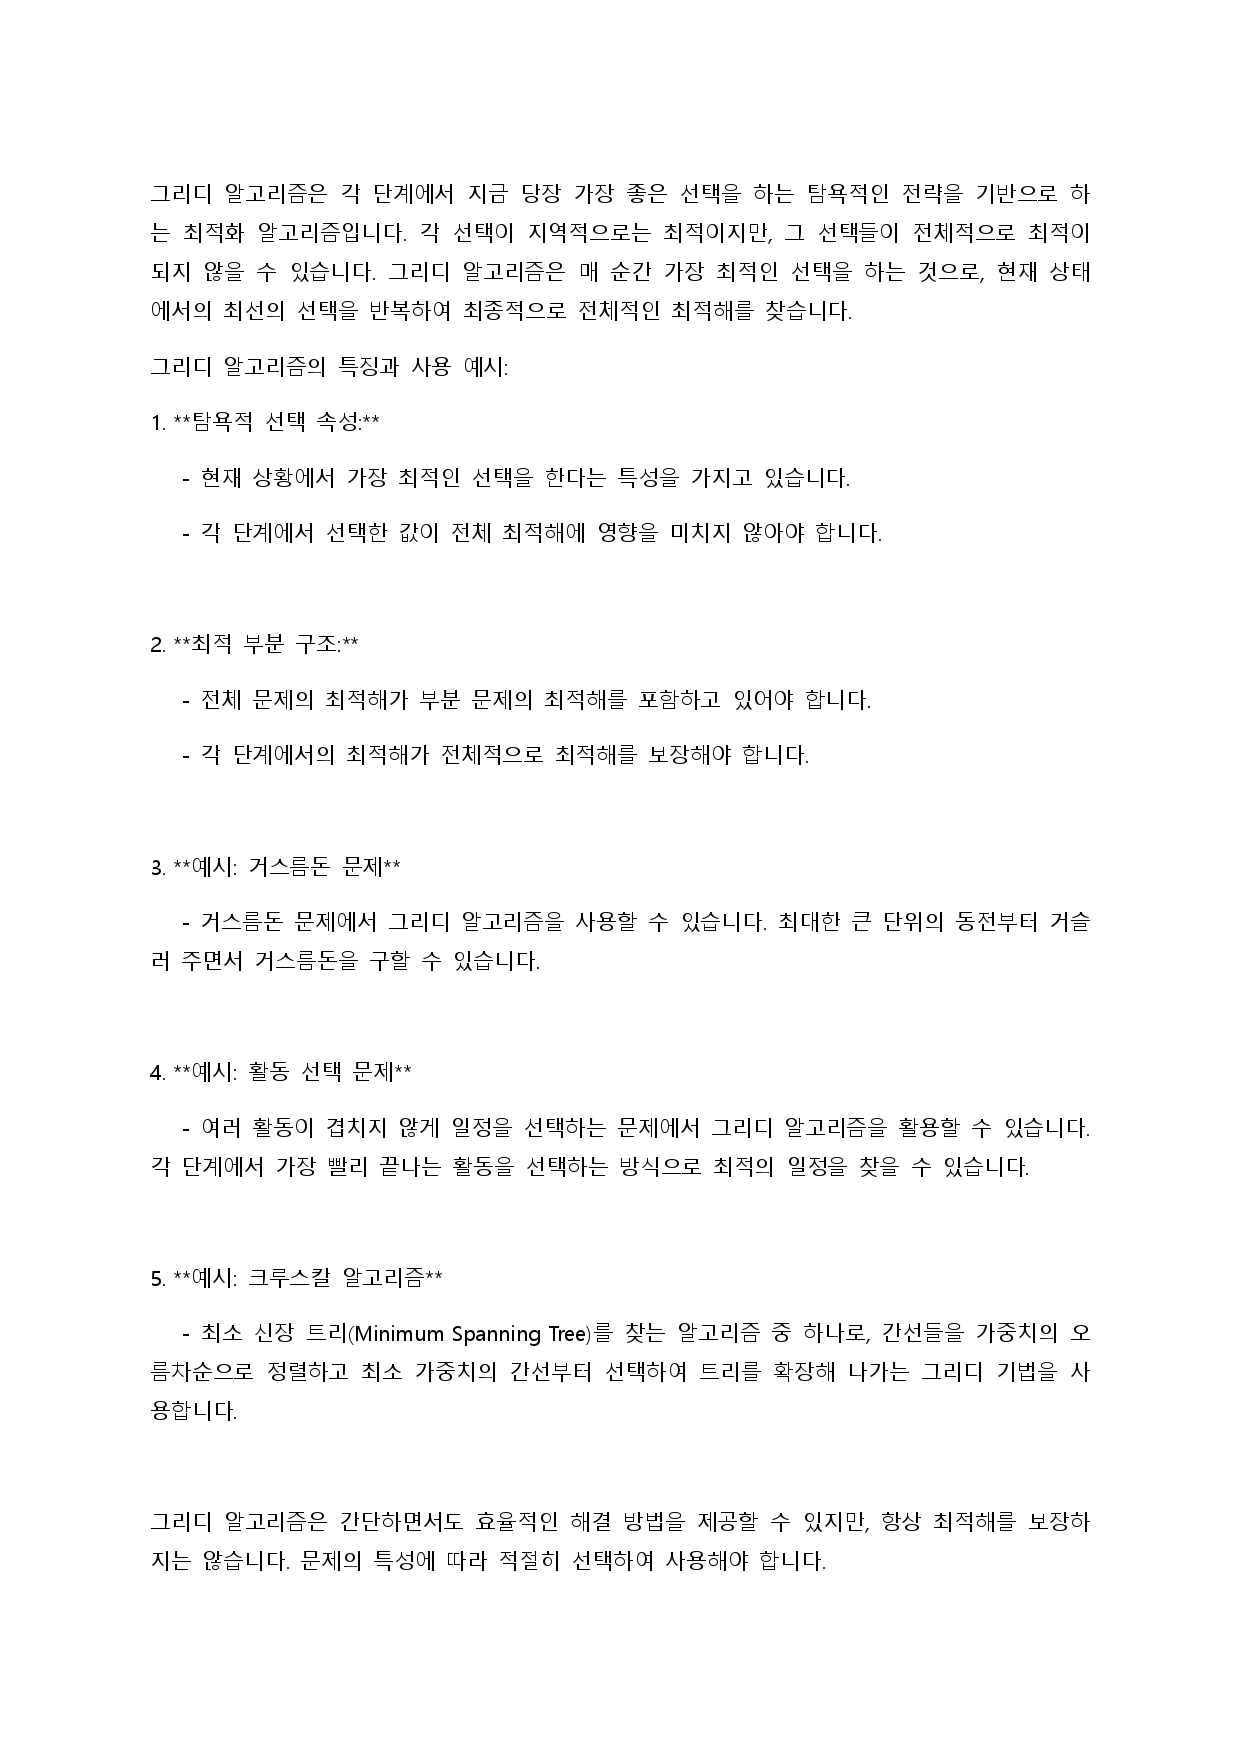 그리디 알고리즘은 각 단계에서 지금 당장 가장 좋은 선택을 하는 탐욕적인 전략을 기반으로 하
는 최적화 알고리즘입니다. 각 선택이 지역적으로는 최적이지만, 그 선택들이 전체적으로 최적이
되지 않을 수 있습니다. 그리디 알고리즘은 매 순간 가장 최적인 선택을 하는 것으로, 현재 상태
에서의 최선의 선택을 반복하여 최종적으로 전체적인 최적해를 찾습니다.
그리디 알고리즘의 특징과 사용 예시:
1. **탐욕적 선택 속성:**
- 현재 상황에서 가장 최적인 선택을 한다는 특성을 가지고 있습니다.
- 각 단계에서 선택한 값이 전체 최적해에 영향을 미치지 않아야 합니다.
2. **최적 부분 구조:**
- 전체 문제의 최적해가 부분 문제의 최적해를 포함하고 있어야 합니다.
- 각 단계에서의 최적해가 전체적으로 최적해를 보장해야 합니다.
3. **예시: 거스름돈 문제**
- 거스름돈 문제에서 그리디 알고리즘을 사용할 수 있습니다. 최대한 큰 단위의 동전부터 거슬
러 주면서 거스름돈을 구할 수 있습니다.
4. **예시: 활동 선택 문제**
- 여러 활동이 겹치지 않게 일정을 선택하는 문제에서 그리디 알고리즘을 활용할 수 있습니다.
각 단계에서 가장 빨리 끝나는 활동을 선택하는 방식으로 최적의 일정을 찾을 수 있습니다.
5. **예시: 크루스칼 알고리즘**
- 최소 신장 트리(Minimum Spanning Tree)를 찾는 알고리즘 중 하나로, 간선들을 가중치의 오
름차순으로 정렬하고 최소 가중치의 간선부터 선택하여 트리를 확장해 나가는 그리디 기법을 사
용합니다.
그리디 알고리즘은 간단하면서도 효율적인 해결 방법을 제공할 수 있지만, 항상 최적해를 보장하
지는 않습니다. 문제의 특성에 따라 적절히 선택하여 사용해야 합니다.